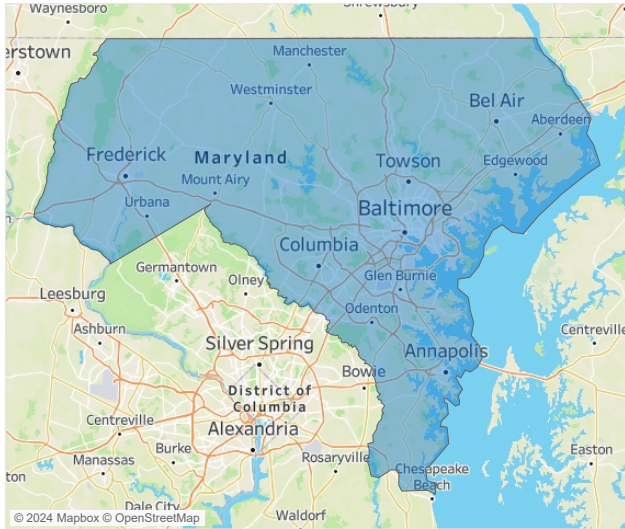 Waynesboro
Manchester
Westminster
Bel Air
Aberdeen
Frederick
Maryland
Towson
Edgewood
Mount Airy
Urbana
Baltimore
Columbia
Germantown
Olney
Glen Burnie
Leesburg
Odenton
Ashburn
Centreville
Silver Spring
Annapolis
Bowie
District of
Columbia
Centreville
Alexandria
Burke
Easton
Manassas
Rosaryville
Chesapeake
Beach
Dale City
Waldorf
© 2024 Mapbox © OpenStreetMap